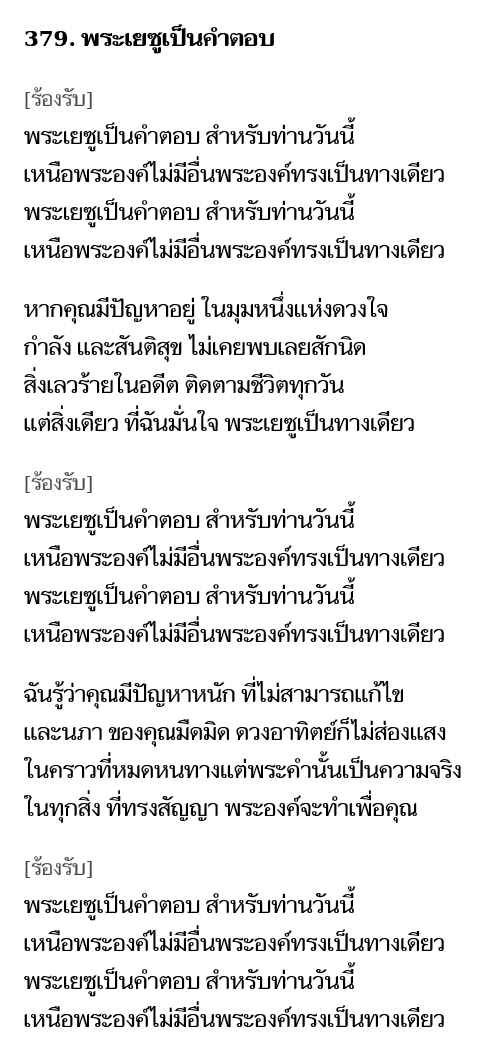 379. พระเยซูเป็นคำตอบ
[ร้องรับ]
พระเยซูเป็นคำตอบ สำหรับท่านวันนี้
เหนือพระองค์ไม่มีอื่นพระองค์ทรงเป็นทางเดียว
พระเยซูเป็นคำตอบ สำหรับท่านวันนี้
เหนือพระองค์ไม่มีอื่นพระองค์ทรงเป็นทางเดียว
หากคุณมีปัญหาอยู่ ในมุมหนึ่งแห่งดวงใจ
กำลัง และสันติสุข ไม่เคยพบเลยสักนิด
สิ่งเลวร้ายในอดีต ติดตามชีวิตทุกวัน
แต่สิ่งเดียว ที่ฉันมั่นใจ พระเยซูเป็นทางเดียว
[ร้องรับ]
พระเยซูเป็นคำตอบ สำหรับท่านวันนี้
เหนือพระองค์ไม่มีอื่นพระองค์ทรงเป็นทางเดียว
พระเยซูเป็นคำตอบ สำหรับท่านวันนี้
เหนือพระองค์ไม่มีอื่นพระองค์ทรงเป็นทางเดียว
ฉันรู้ว่าคุณมีปัญหาหนัก ที่ไม่สามารถแก้ไข
และนภา ของคุณมืดมิด ดวงอาทิตย์ก็ไม่ส่องแสง
ในคราวที่หมดหนทางแต่พระคำนั้นเป็นความจริง
ในทุกสิ่ง ที่ทรงสัญญา พระองค์จะทำเพื่อคุณ
[ร้องรับ]
พระเยซูเป็นคำตอบ สำหรับท่านวันนี้
เหนือพระองค์ไม่มีอื่นพระองค์ทรงเป็นทางเดียว
พระเยซูเป็นคำตอบ สำหรับท่านวันนี้
เหนือพระองค์ไม่มีอื่นพระองค์ทรงเป็นทางเดียว